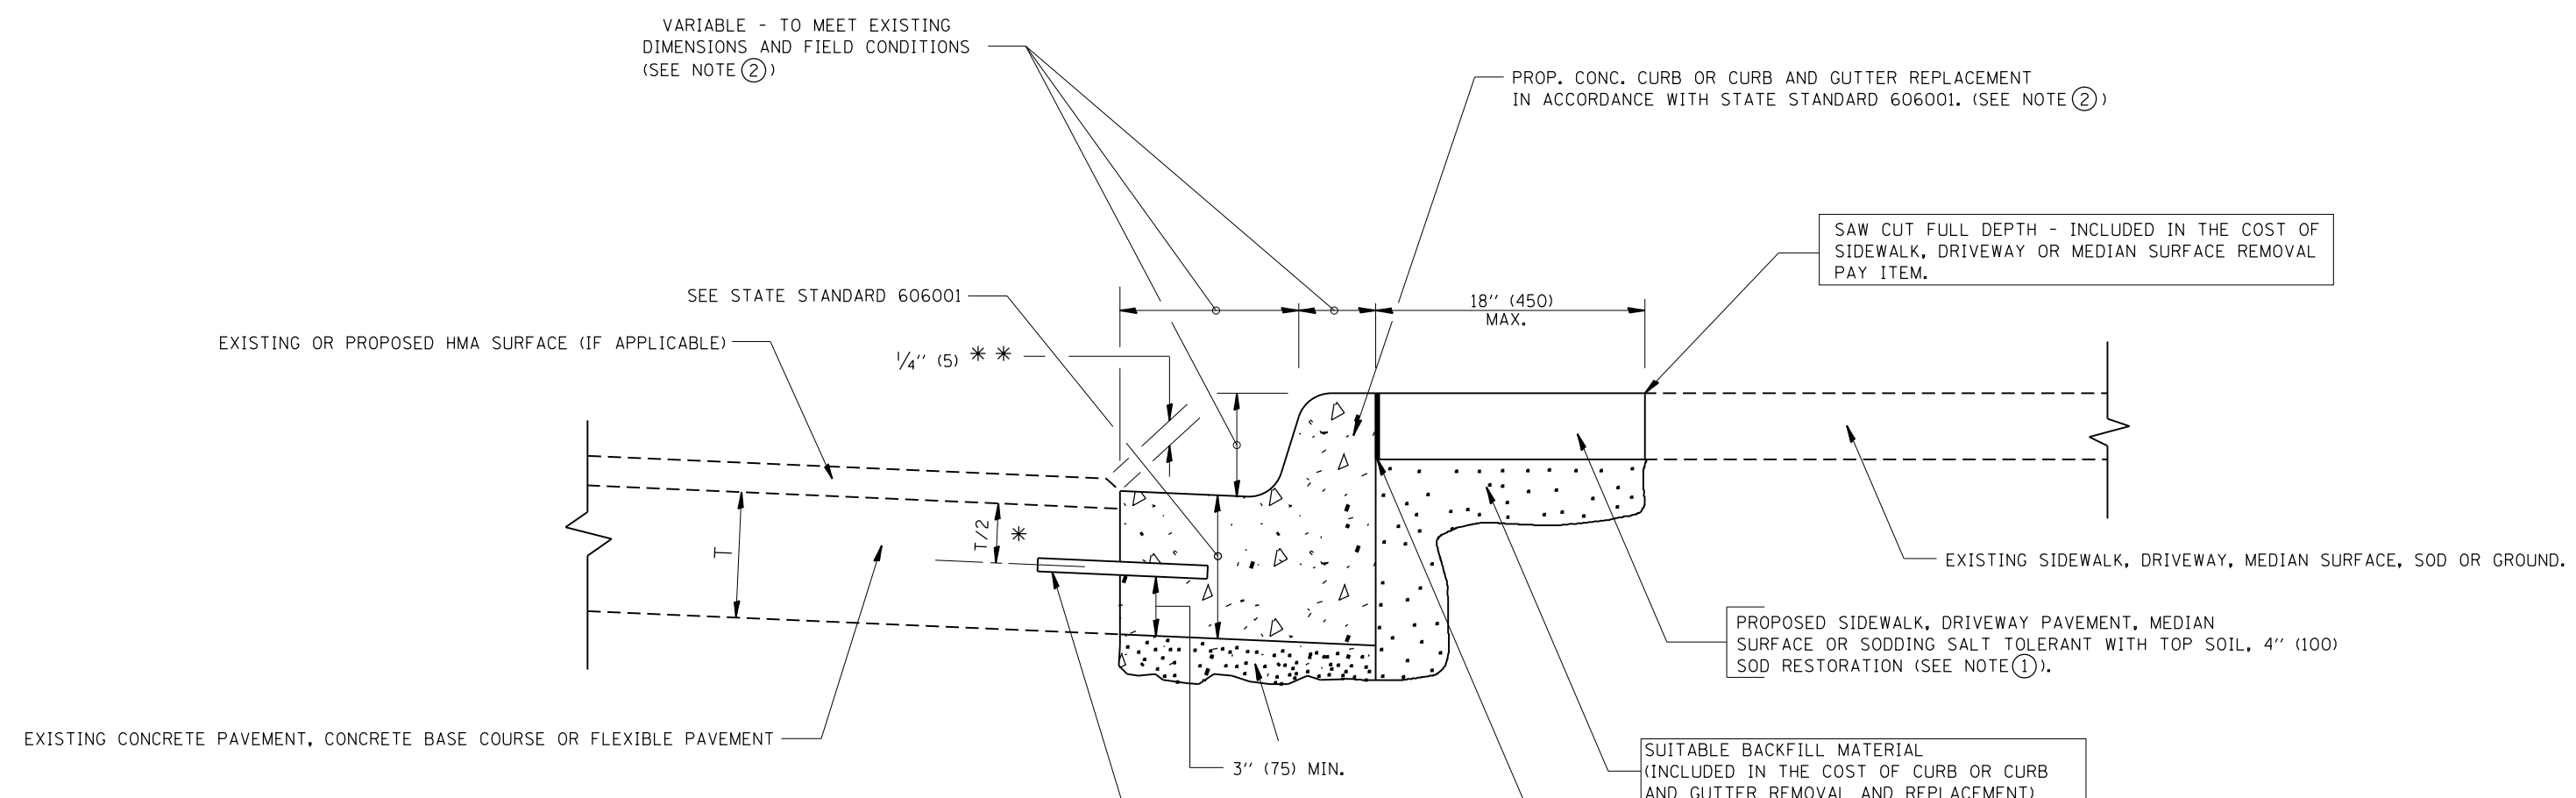 VARIABLE - TO MEET EXISTING
DIMENSIONS AND FIELD CONDITIONS
(SEE NOTE 2)
PROP. CONC. CURB OR CURB AND GUTTER REPLACEMENT
IN ACCORDANCE WITH STATE STANDARD 606001. (SEE NOTE 2)
SAW CUT FULL DEPTH - INCLUDED IN THE COST OF
SIDEWALK, DRIVEWAY OR MEDIAN SURFACE REMOVAL
PAY ITEM.
SEE STATE STANDARD 606001
18'' (450)
MAX.
EXISTING OR PROPOSED HMA SURFACE (IF APPLICABLE)
1/4'' (5) * *
T
T/2 *
EXISTING SIDEWALK, DRIVEWAY, MEDIAN SURFACE, SOD OR GROUND.
PROPOSED SIDEWALK, DRIVEWAY PAVEMENT, MEDIAN
SURFACE OR SODDING SALT TOLERANT WITH TOP SOIL, 4'' (100)
SOD RESTORATION (SEE NOTE 1).
EXISTING CONCRETE PAVEMENT, CONCRETE BASE COURSE OR FLEXIBLE PAVEMENT
3'' (75) MIN.
SUITABLE BACKFILL MATERIAL
(INCLUDED IN THE COST OF CURB OR CURB
AND GUTTER REMOVAL AND REPLACEMENT)